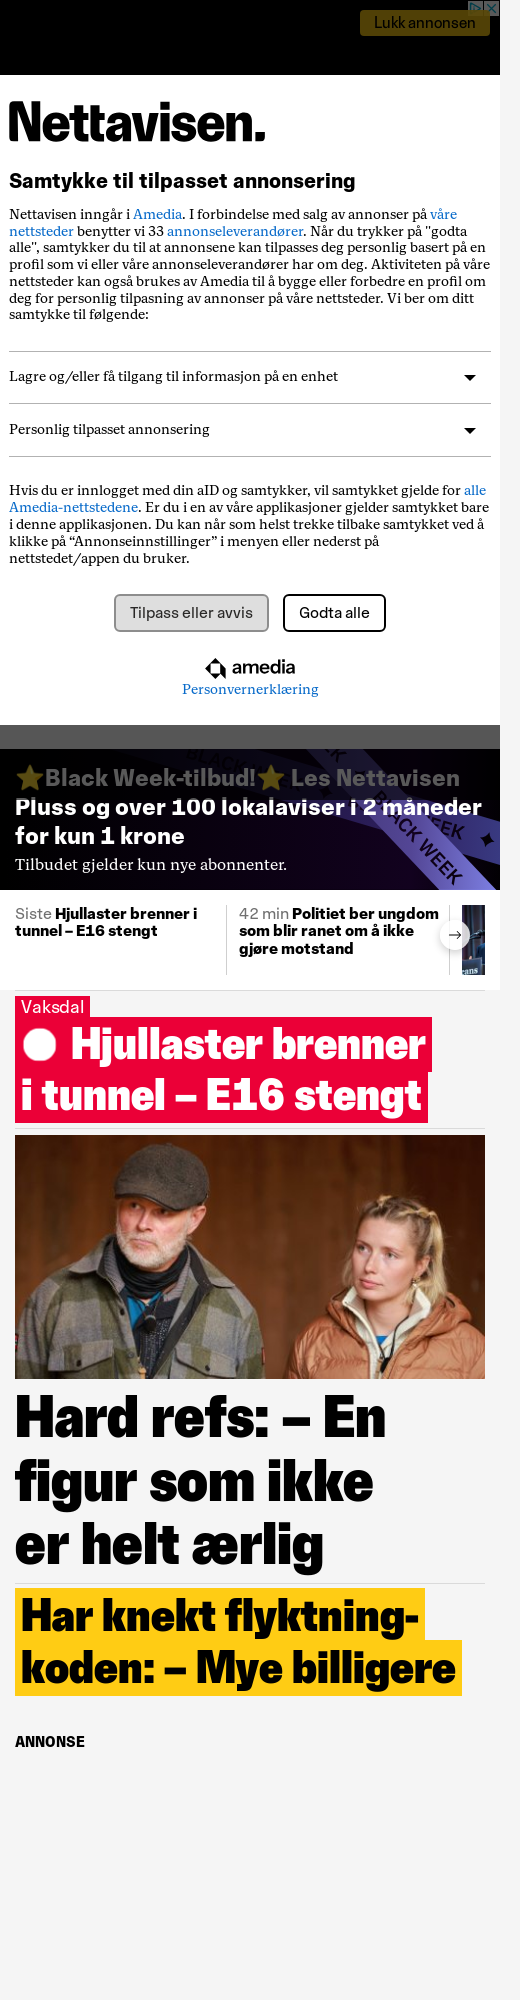 Lukk annonsen
Nettavisen.
Samtykke til tilpasset annonsering
Nettavisen inngår i Amedia. I forbindelse med salg av annonser på våre
nettsteder benytter vi 33 annonseleverandører. Når du trykker på "godta
alle", samtykker du til at annonsene kan tilpasses deg personlig basert på en
profil som vi eller våre annonseleverandører har om deg. Aktiviteten på våre
nettsteder kan også brukes av Amedia til å bygge eller forbedre en profil om
deg for personlig tilpasning av annonser på våre nettsteder. Vi ber om ditt
samtykke til følgende:
Lagre og/eller få tilgang til informasjon på en enhet
Personlig tilpasset annonsering
Hvis du er innlogget med din aID og samtykker, vil samtykket gjelde for alle
Amedia-nettstedene. Er du i en av våre applikasjoner gjelder samtykket bare
i denne applikasjonen. Du kan når som helst trekke tilbake samtykket ved å
klikke på “Annonseinnstillinger” i menyen eller nederst på
nettstedet/appen du bruker.
Tilpass eller avvis
Godta alle
amedia
Personvernerklæring
BLACK WEEK
WEEK
BLACK WEEK
⭐Black Week-tilbud!⭐ Les Nettavisen
Pluss og over 100 lokalaviser i 2 måneder
for kun 1 krone
Tilbudet gjelder kun nye abonnenter.
Siste Hjullaster brenner i
tunnel – E16 stengt
42 min Politiet ber ungdom
som blir ranet om å ikke
gjøre motstand
Vaksdal
Hjullaster brenner
i tunnel – E16 stengt
Hard refs: – En
figur som ikke
er helt ærlig
Har knekt flyktning-
koden: – Mye billigere
ANNONSE